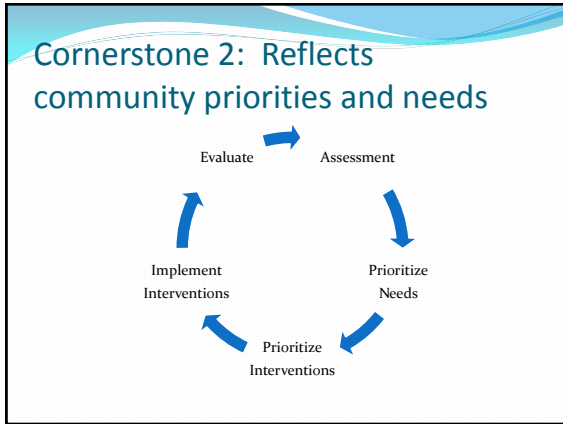 Cornerstone 2:  Reflects
community priorities and needs
Evaluate
Assessment
Implement
Interventions
Prioritize
Needs
Prioritize
Interventions